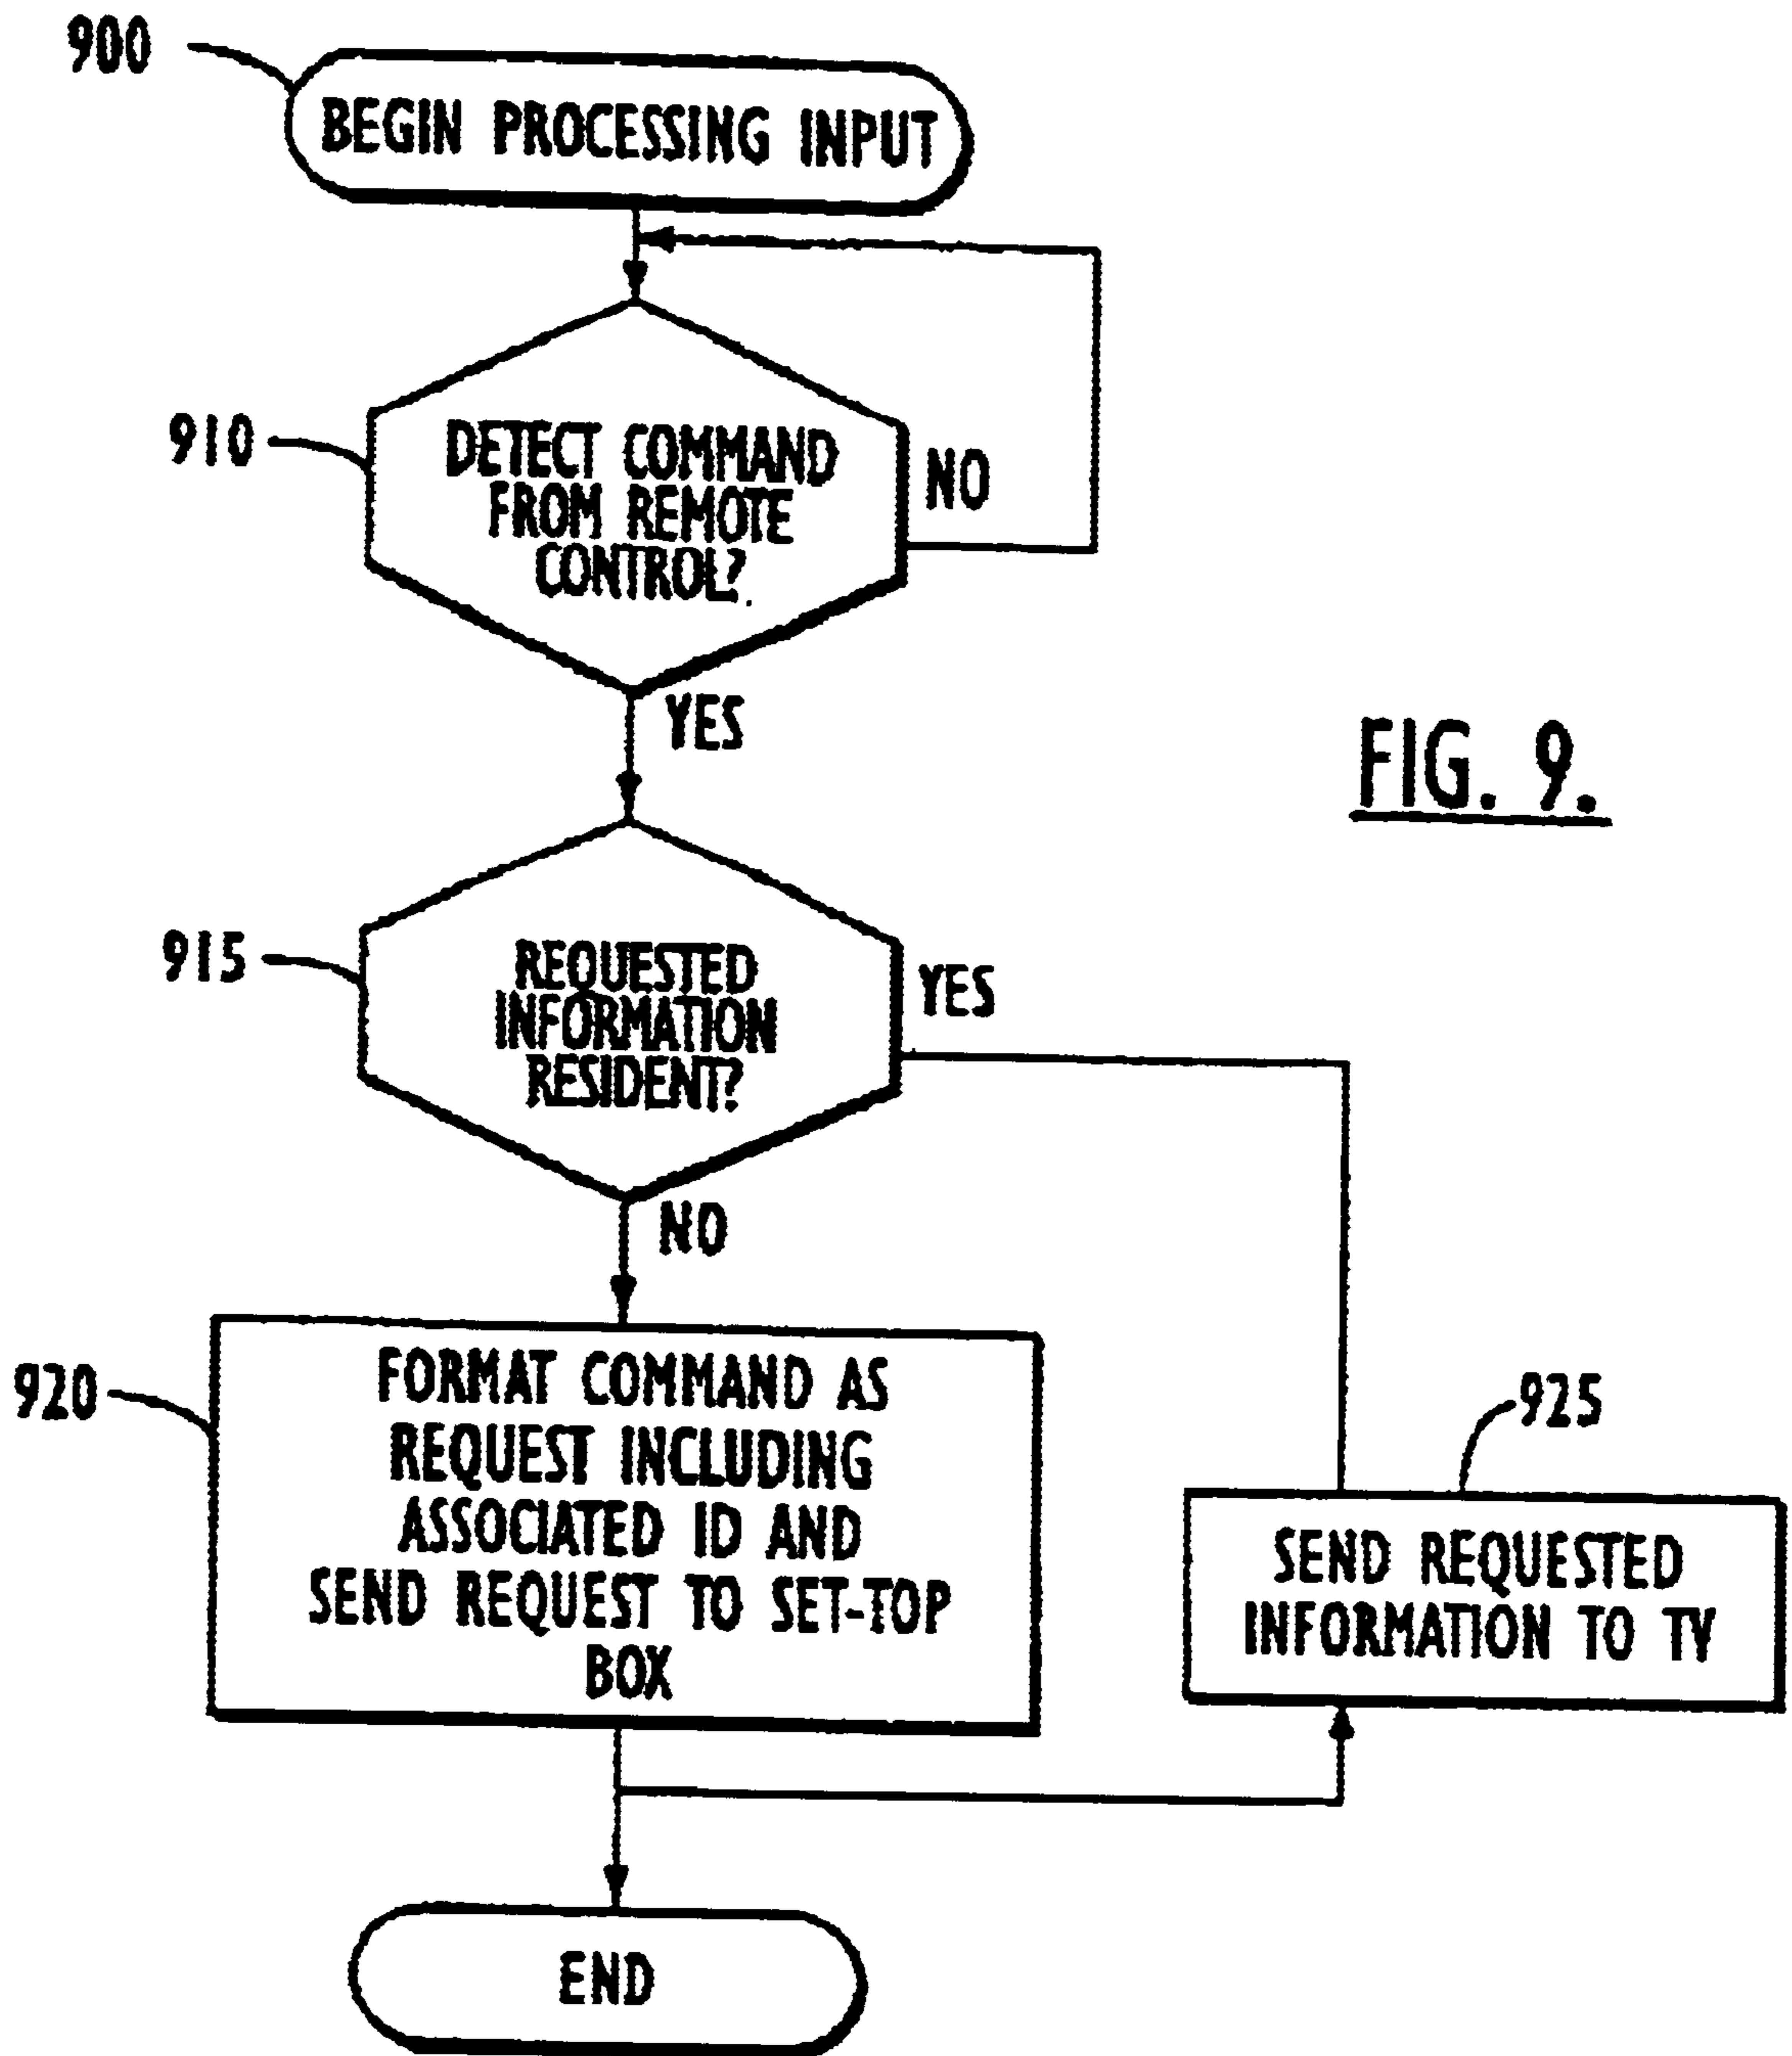 900
BEGIN PROCESSING INPUT
910
DETECT COMMAND
FROM REMOTE
CONTROL?
NO
YES
FIG. 9.
915
REQUESTED
INFORMATION
RESIDENT?
YES
NO
920
FORMAT COMMAND AS
REQUEST INCLUDING
ASSOCIATED ID AND
SEND REQUEST TO SET-TOP
BOX
925
SEND REQUESTED
INFORMATION TO TV
END